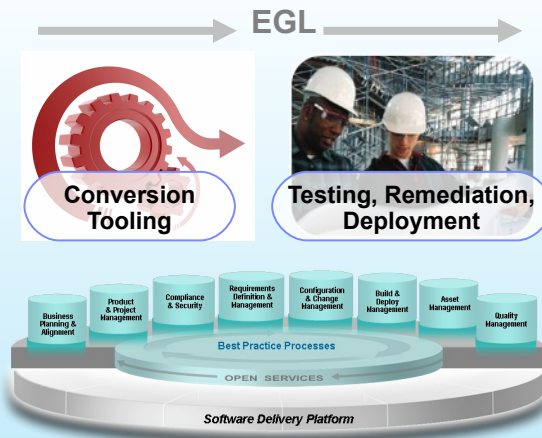 EGL
Conversion
Tooling
Testing, Remediation,
Deployment
Business
Planning &
Alignment
Product
& Project
Management
Compliance
& Security
Requirements
Definition &
Management
Configuration
& Change
Management
Build &
Deploy
Management
Asset
Management
Quality
Management
Best Practice Processes
OPEN SERVICES
Software Delivery Platform